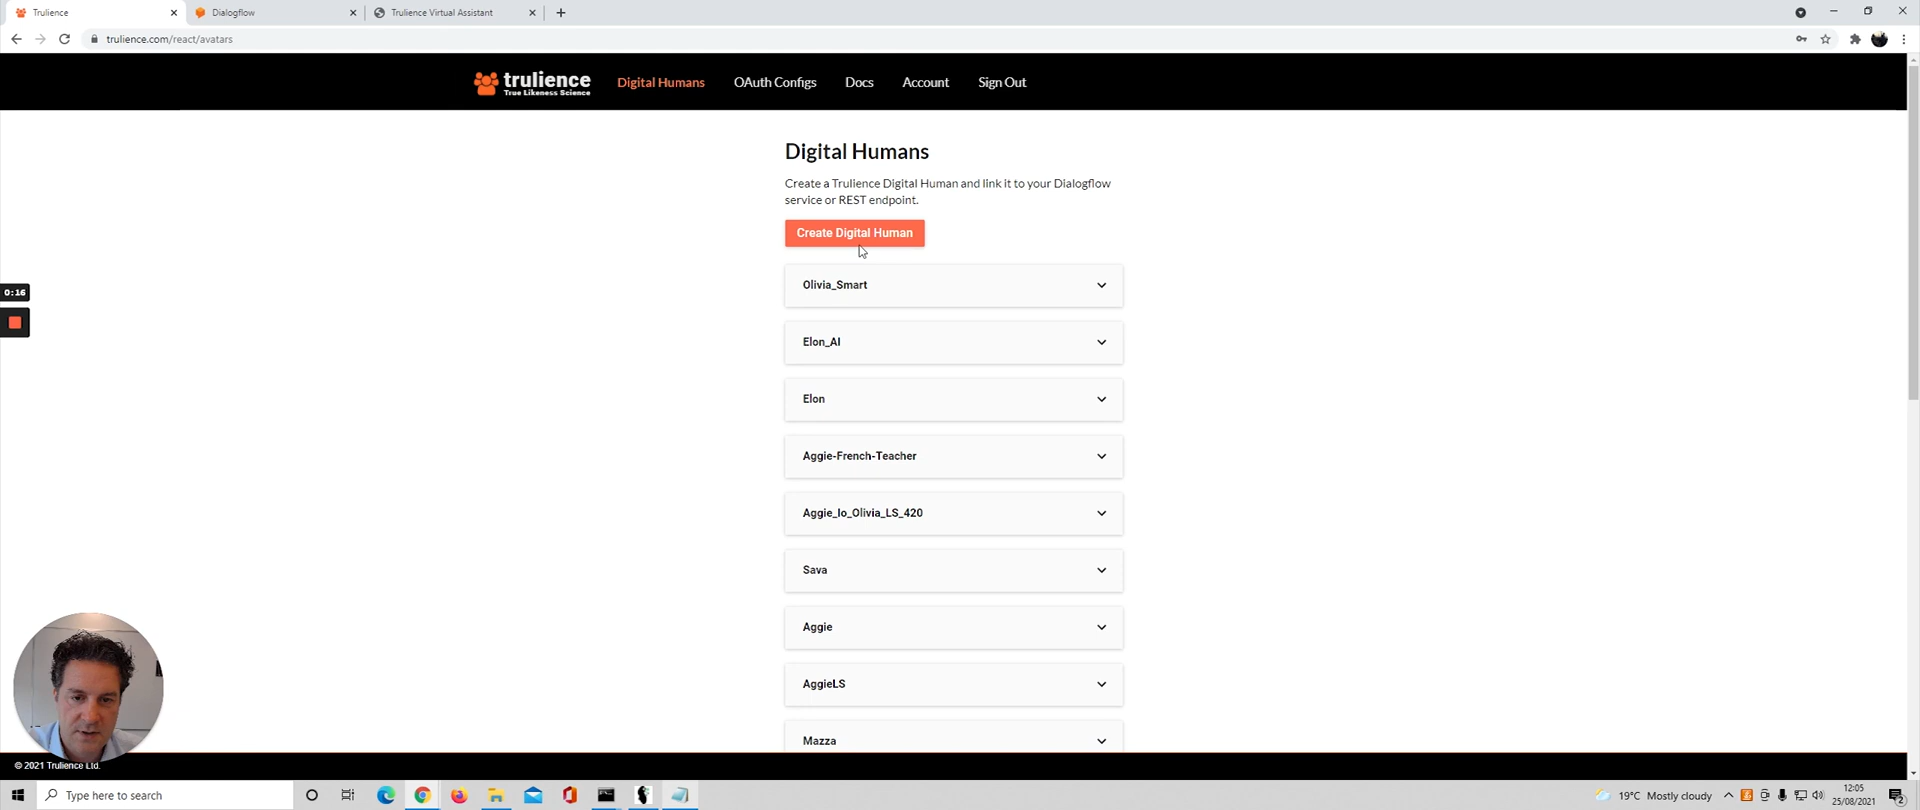 Trulience
Dialogflow
Trulience Virtual Assistant
trulience.com/react/avatars
trulience
True Likeness Science
Digital Humans
OAuth Configs
Docs
Account
Sign Out
Digital Humans
Create a Trulience Digital Human and link it to your Dialogflow
service or REST endpoint.
Create Digital Human
Olivia_Smart
0:16
Elon_AI
Elon
Aggie-French-Teacher
Aggie_Io_Olivia_LS_420
Sava
Aggie
AggieLS
Mazza
© 2021 Trulience Ltd.
Type here to search
19°C Mostly cloudy
12:05
25/08/2021
2